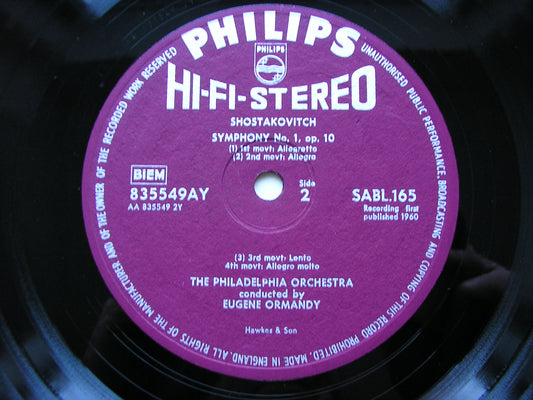 PHILIPS
PHILIPS
HI-FI-STEREO
SHOSTAKOVITCH
SYMPHONY No. 1, op. 10
(1) 1st movt: Allegretto
(2) 2nd movt: Allegro
BIEM
835549AY
AA 835549 2Y
Side
2
SABL.165
Recording first
published 1960
(3) 3rd movt: Lento
4th movt: Allegro molto
THE PHILADELPHIA ORCHESTRA
conducted by
EUGENE ORMANDY
Hawkes & Son
MADE IN ENGLAND. ALL RIGHTS OF THE MANUFACTURER AND OF THE OWNER OF THE RECORDED WORK RESERVED
UNAUTHORISED PUBLIC PERFORMANCE, BROADCASTING AND COPYING OF THIS RECORD PROHIBITED.